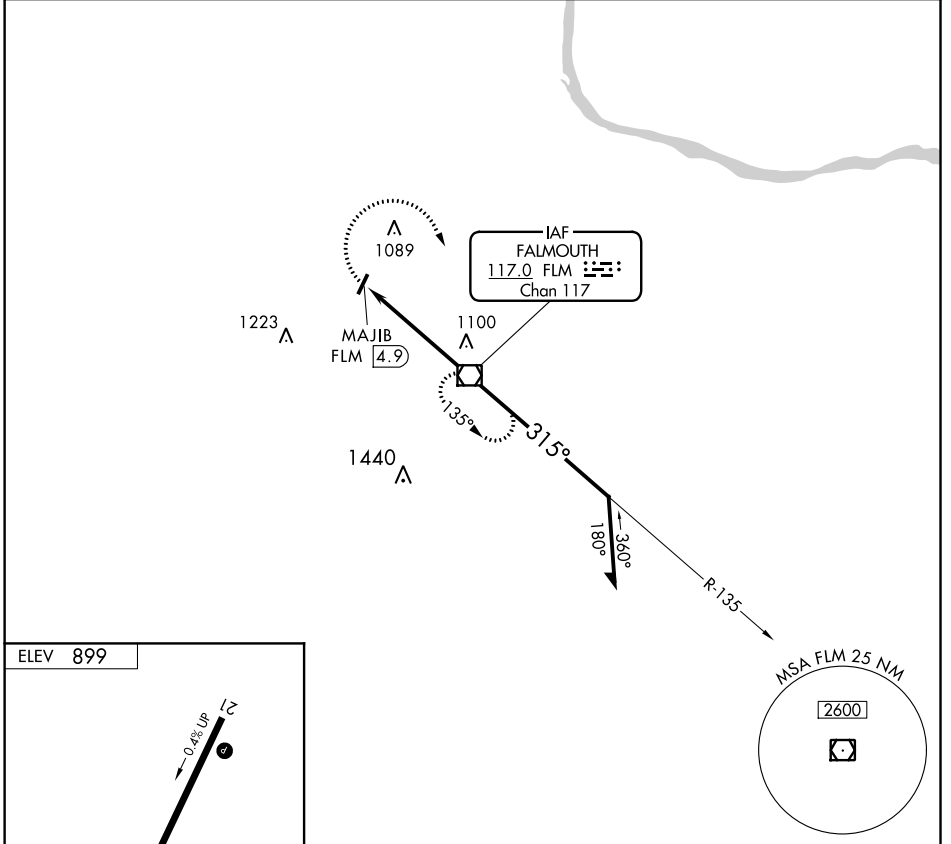 1089
IAF
FALMOUTH
117.0 FLM
Chan 117
1223
MAJIB
FLM 4.9
1100
135°
315°
1440
180°
360°
R-135
ELEV 899
21
0.4% UP
P
MSA FLM 25 NM
2600